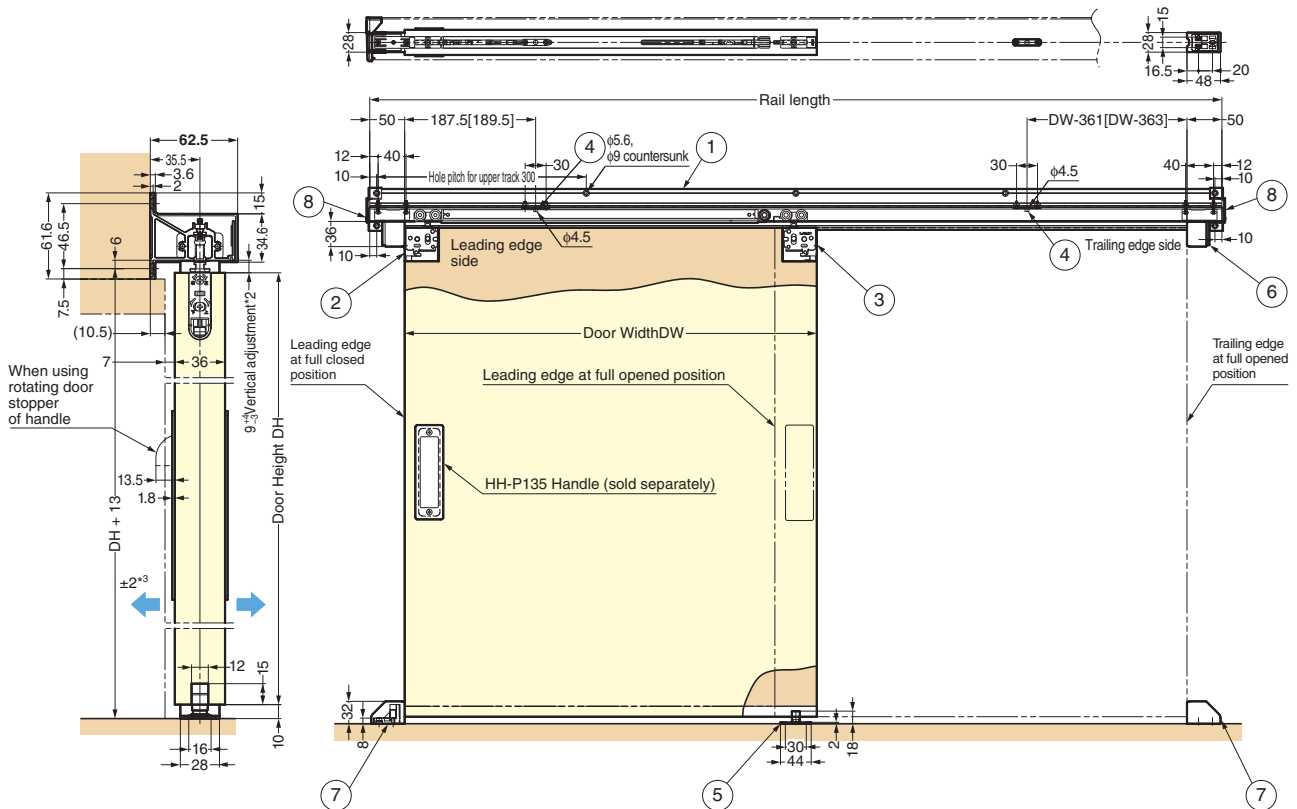 28
15
28
16.5
20
48
Rail length
50
187.5[189.5]
DW-361[DW-363]
50
62.5
35.5
3.6
2
12
40
4
φ5.6,
φ9 countersunk
1
30
30
φ4.5
40
12
10
Hole pitch for upper track 300
10
8
8
15
34.6
61.6
46.5
6
7.5
36
10
Leading edge
side
φ4.5
4
Trailing edge side
10
2
3
6
(10.5)
7
36
9 +4 -3 Vertical adjustment*2
Door WidthDW
Leading edge
at full closed
position
Leading edge at full opened position
Trailing edge
at full opened
position
When using
rotating door
stopper
of handle
13.5
1.8
DH + 13
Door Height DH
HH-P135 Handle (sold separately)
±2*3
12
15
10
16
28
32
8
30
44
2
18
7
5
7